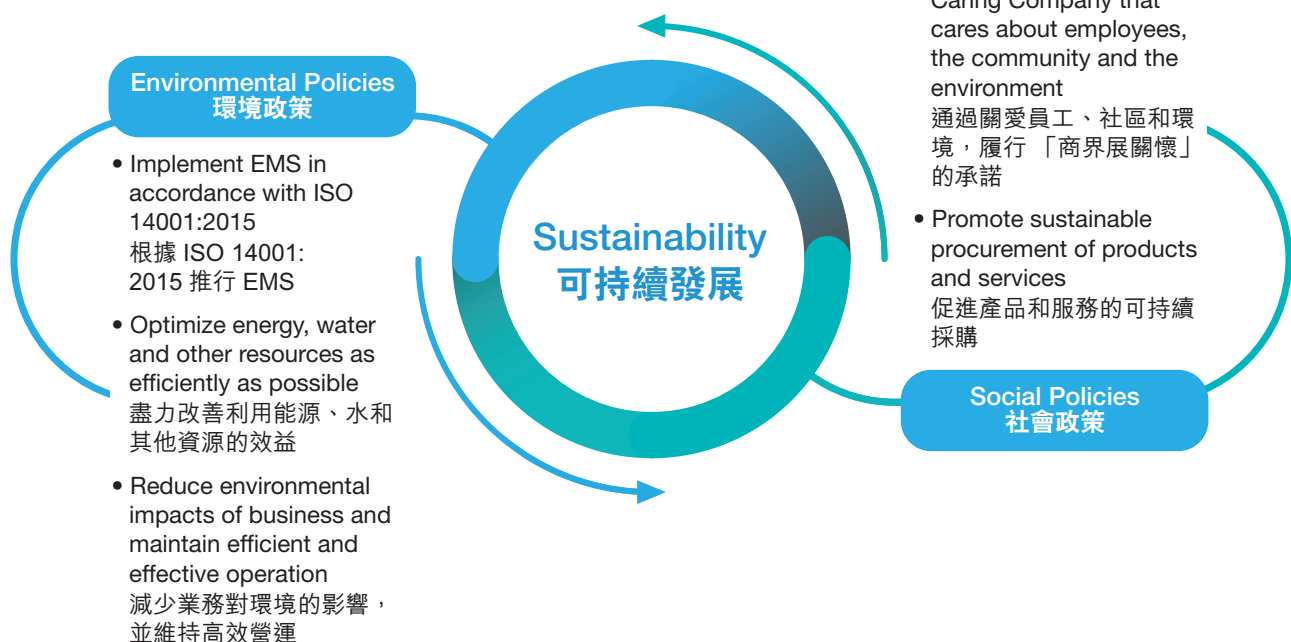 Environmental Policies
環境政策
• Implement EMS in
accordance with ISO
14001:2015
根據 ISO 14001:
2015 推行 EMS
• Optimize energy, water
and other resources as
efficiently as possible
盡力改善利用能源、水和
其他資源的效益
• Reduce environmental
impacts of business and
maintain efficient and
effective operation
減少業務對環境的影響，
並維持高效營運
Sustainability
可持續發展
Caring Company that
cares about employees,
the community and the
environment
通過關愛員工、社區和環
境，履行 「商界展關懷」
的承諾
• Promote sustainable
procurement of products
and services
促進產品和服務的可持續
採購
Social Policies
社會政策